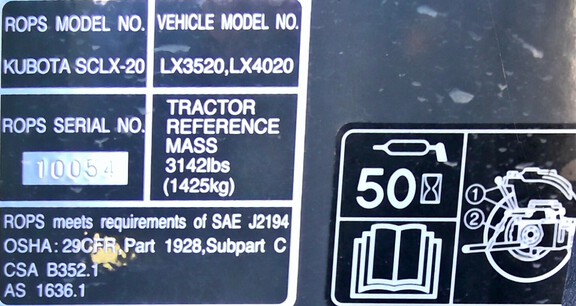 ROPS MODEL NO.
KUBOTA SCLX-20
VEHICLE MODEL NO.
LX3520,LX4020
ROPS SERIAL NO.
10054
TRACTOR
REFERENCE
MASS
3142lbs
(1425kg)
ROPS meets requirements of SAE J2194
OSHA: 29CFR, Part 1928,Subpart C
CSA B352.1
AS 1636.1
50
1
2